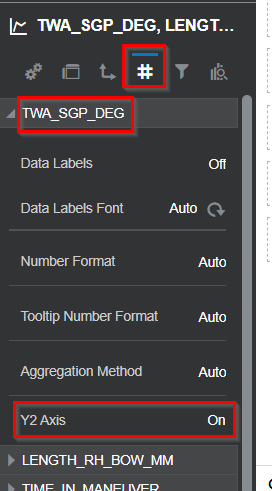 TWA_SGP_DEG, LENGT...
TWA_SGP_DEG
Data Labels Off
Data Labels Font Auto
Number Format Auto
Tooltip Number Format Auto
Aggregation Method Auto
Y2 Axis On
LENGTH_RH_BOW_MM
TIME_IN_MANEUVER